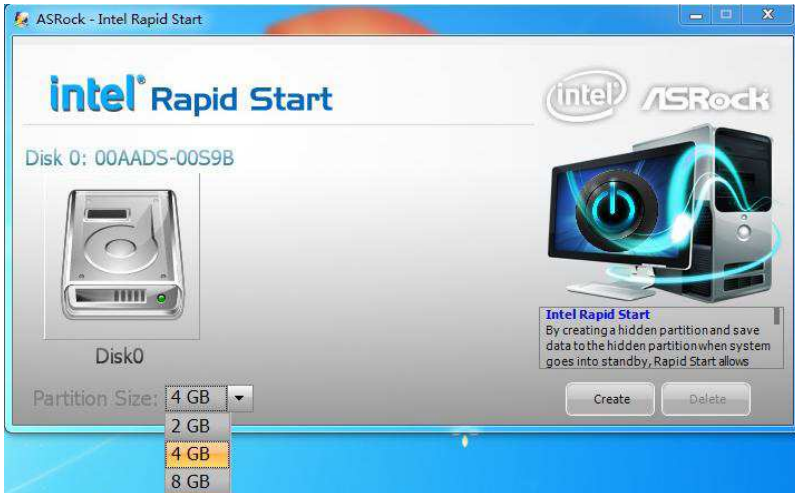 ASRock - Intel Rapid Start
intel® Rapid Start
intel® ASRock
Disk 0: 00AADS-00S9B
Disk0
Intel Rapid Start
By creating a hidden partition and save
data to the hidden partition when system
goes into standby, Rapid Start allows
Partition Size: 4 GB
Create Delete
2 GB
4 GB
8 GB